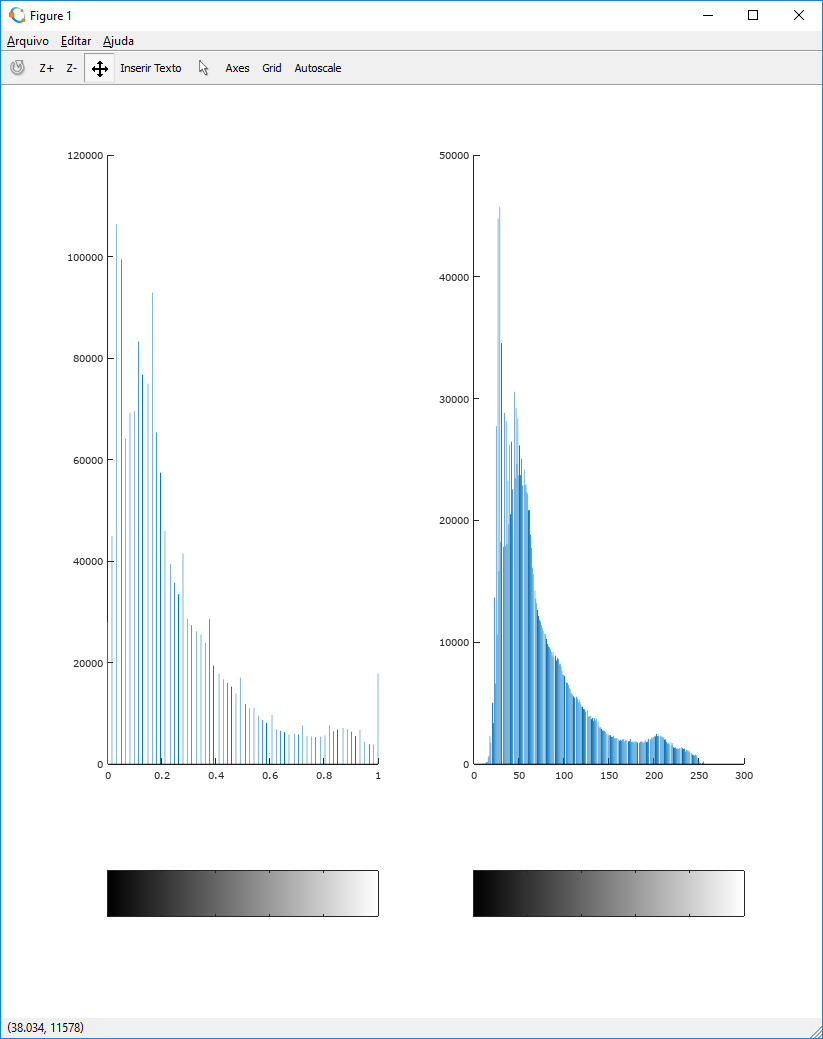 Figure 1
Arquivo Editar Ajuda
Z+ Z- Inserir Texto Axes Grid Autoscale
120000
100000
80000
60000
40000
20000
0
0 0.2 0.4 0.6 0.8 1
50000
40000
30000
20000
10000
0
0 50 100 150 200 250 300
(38.034, 11578)